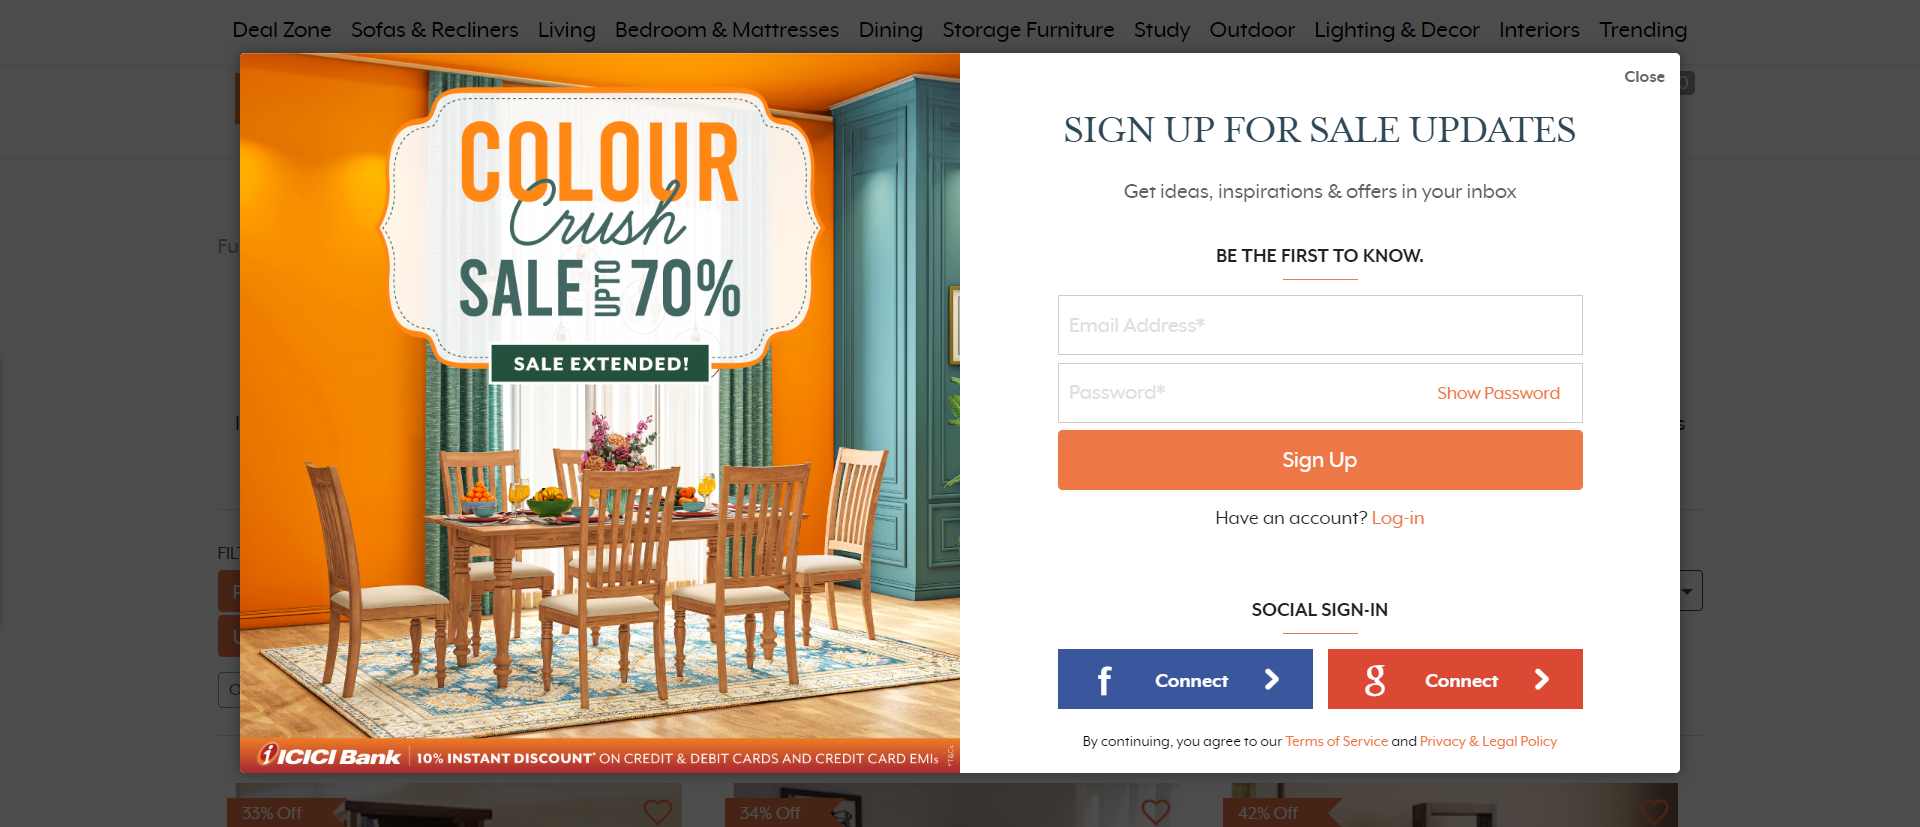 Deal Zone Sofas & Recliners Living Bedroom & Mattresses Dining Storage Furniture Study Outdoor Lighting & Decor Interiors Trending
Close
COLOUR
Crush
SALE UPTO 70%
SALE EXTENDED!
ICICI Bank 10% INSTANT DISCOUNT* ON CREDIT & DEBIT CARDS AND CREDIT CARD EMIs *T&Cs
SIGN UP FOR SALE UPDATES
Get ideas, inspirations & offers in your inbox
BE THE FIRST TO KNOW.
Email Address*
Password* Show Password
Sign Up
Have an account? Log-in
SOCIAL SIGN-IN
f Connect g Connect
By continuing, you agree to our Terms of Service and Privacy & Legal Policy
33% Off 34% Off 42% Off